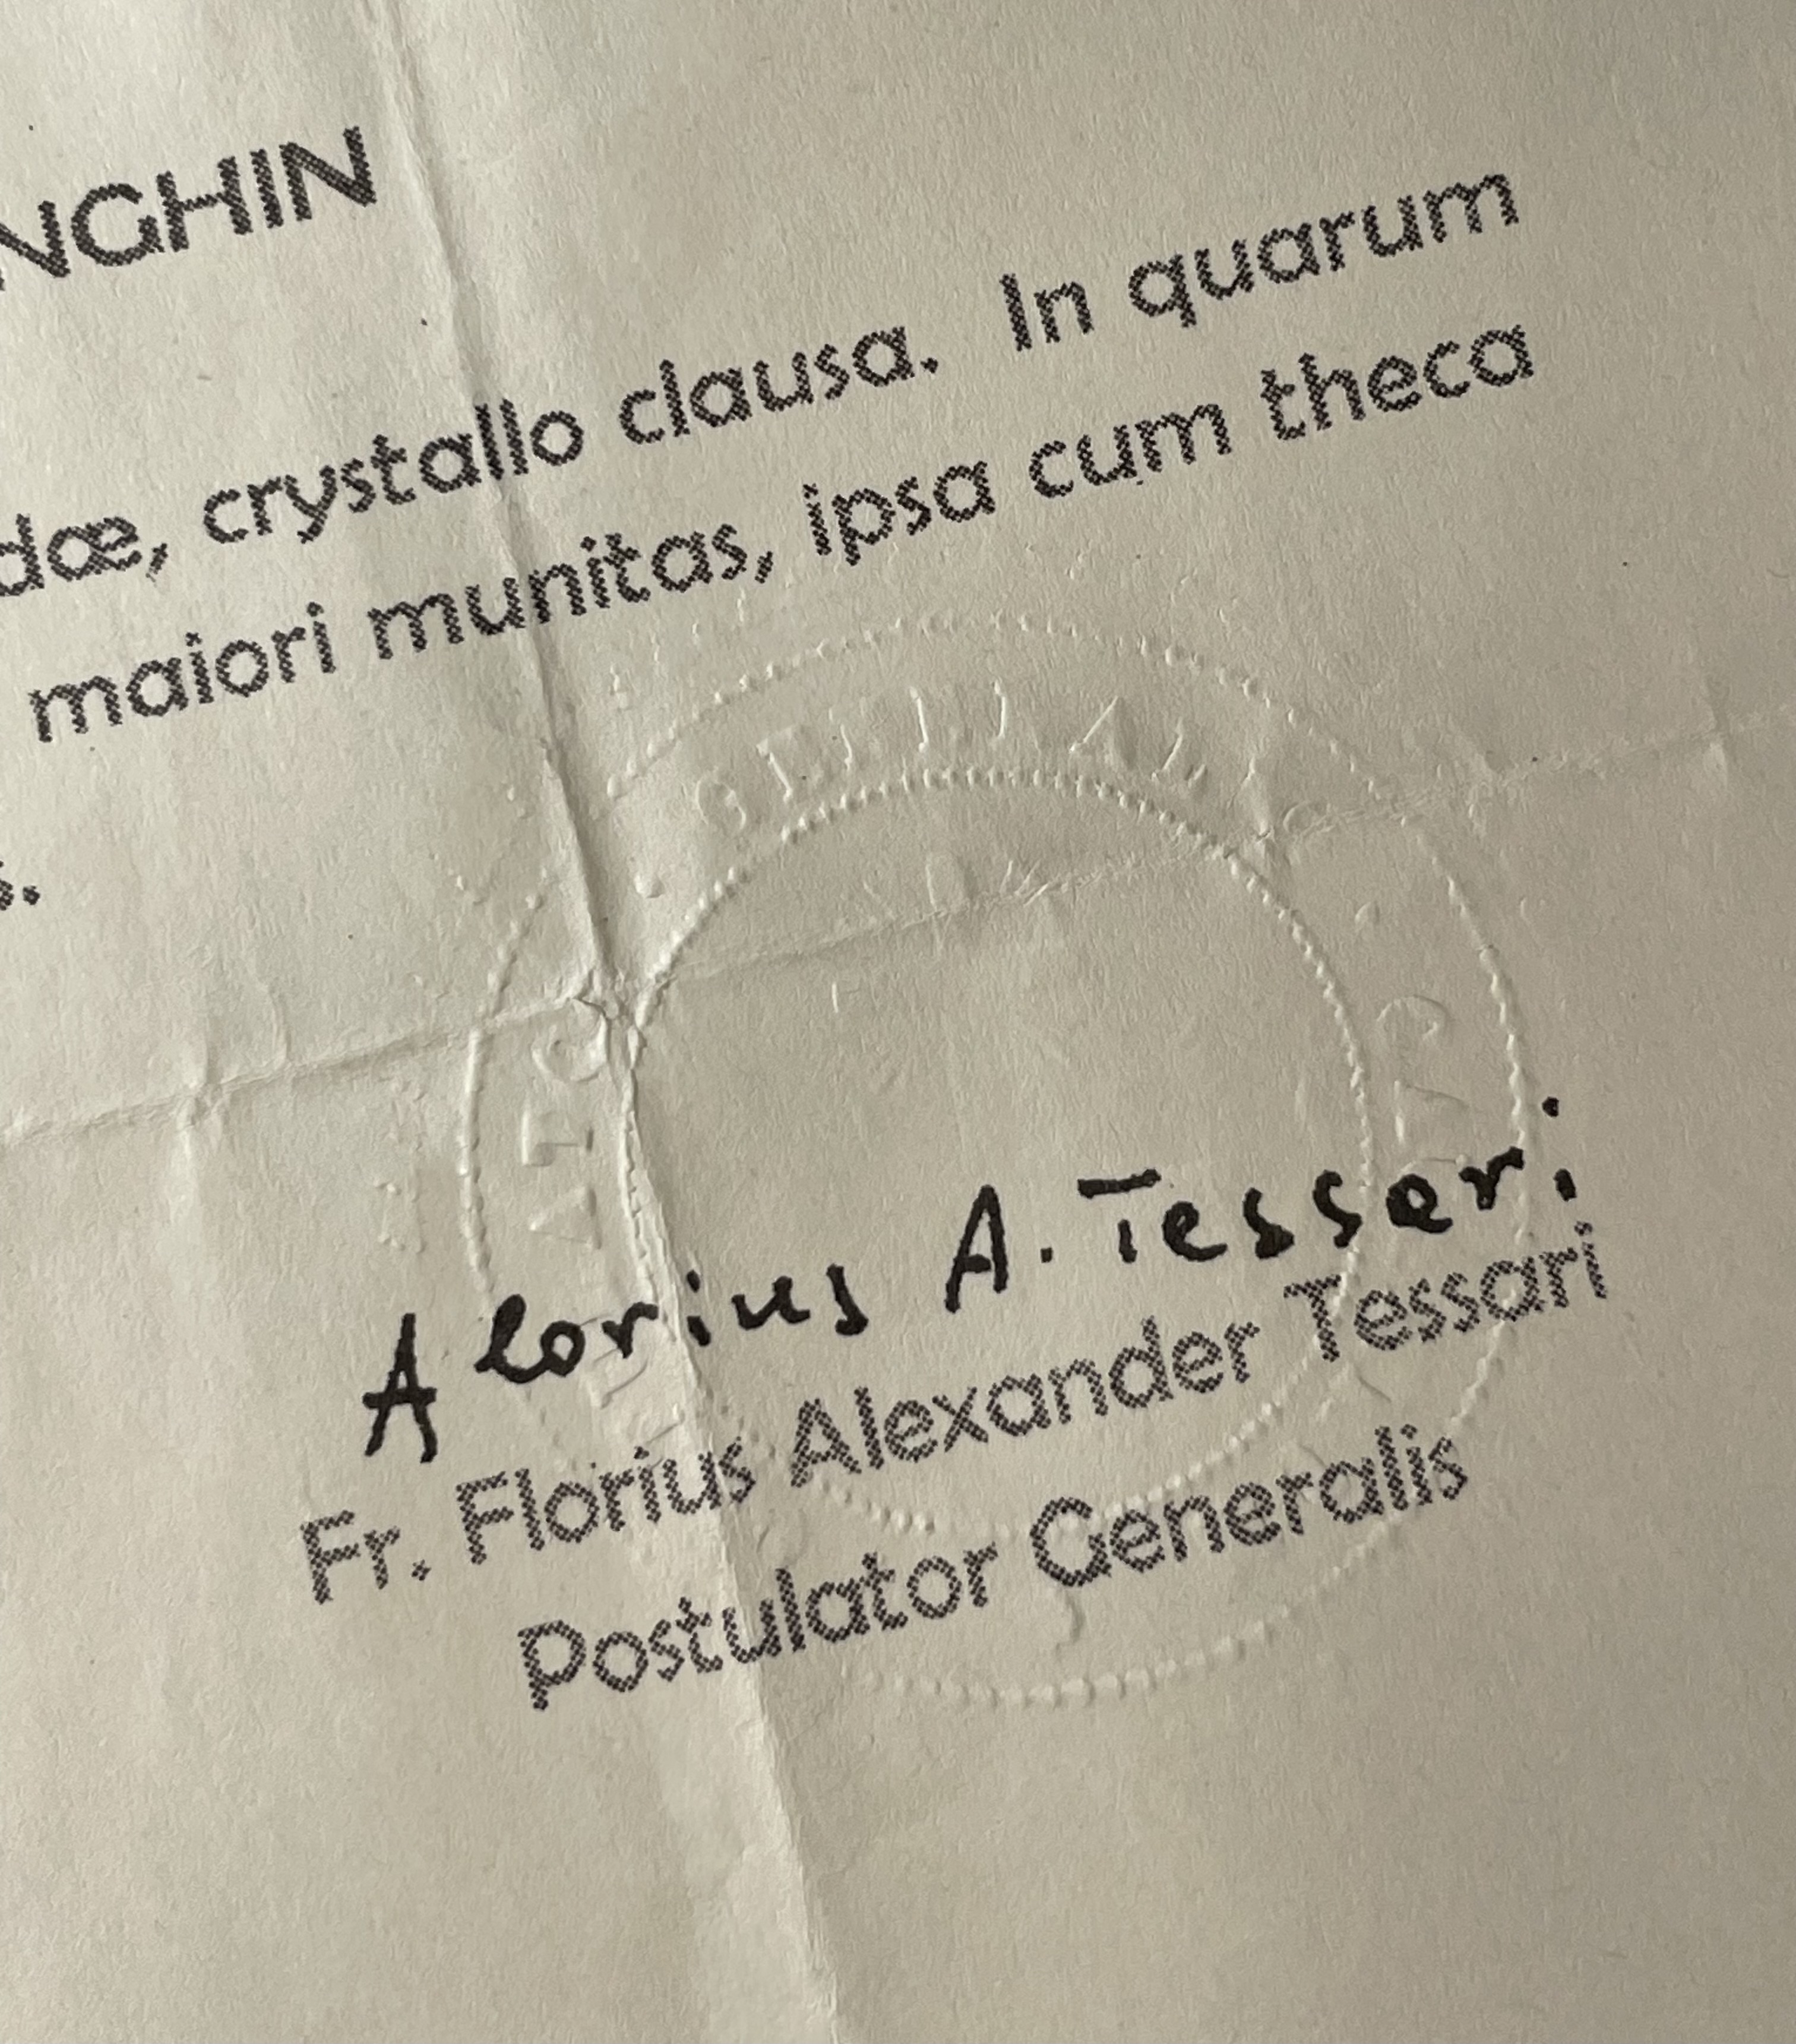 NGHIN
dæ, crystallo clausa. In quarum
maiori munitas, ipsa cum theca
s.
Florius A. Tessari
Fr. Florius Alexander Tessari
Postulator Generalis